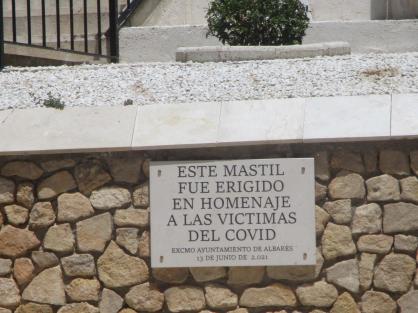 ESTE MASTIL
FUE ERIGIDO
EN HOMENAJE
A LAS VICTIMAS
DEL COVID
EXCMO AYUNTAMIENTO DE ALBARES
13 DE JUNIO DE 2.021